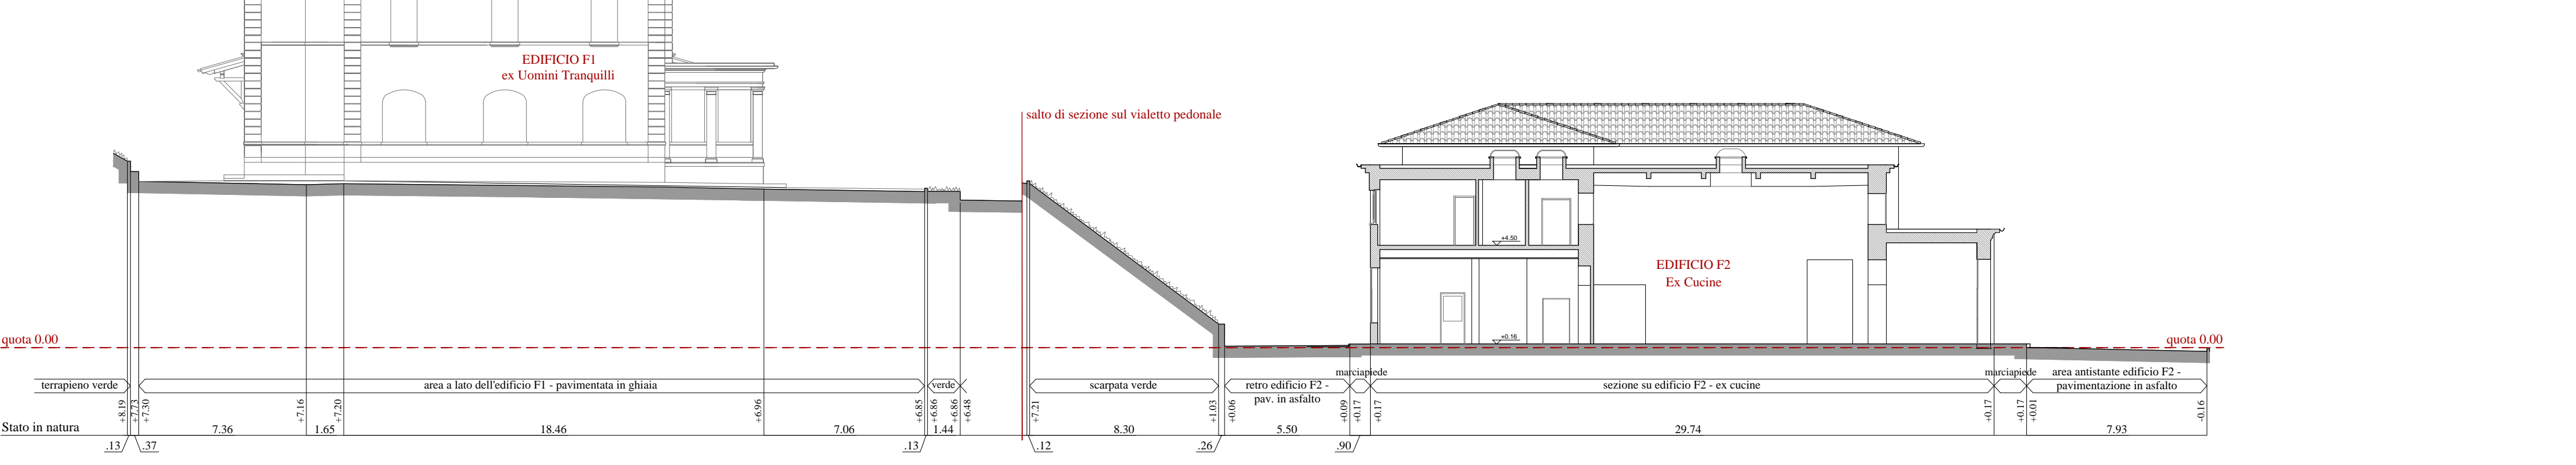 EDIFICIO F1
ex Uomini Tranquilli
salto di sezione sul vialetto pedonale
+4.50
EDIFICIO F2
Ex Cucine
+0.16
quota 0.00
quota 0.00
terrapieno verde
area a lato dell'edificio F1 - pavimentata in ghiaia
verde
scarpata verde
retro edificio F2 -
pav. in asfalto
marciapiede
sezione su edificio F2 - ex cucine
marciapiede
area antistante edificio F2 -
pavimentazione in asfalto
+8.19
+7.73
+7.30
+7.16
+7.20
+6.96
+6.85
+6.86
+6.86
+6.48
+7.21
+1.03
+0.06
+0.09
+0.17
+0.17
+0.17
+0.17
+0.01
-0.16
Stato in natura
7.36
1.65
18.46
7.06
1.44
8.30
5.50
29.74
7.93
.13
.37
.13
.12
.26
.90